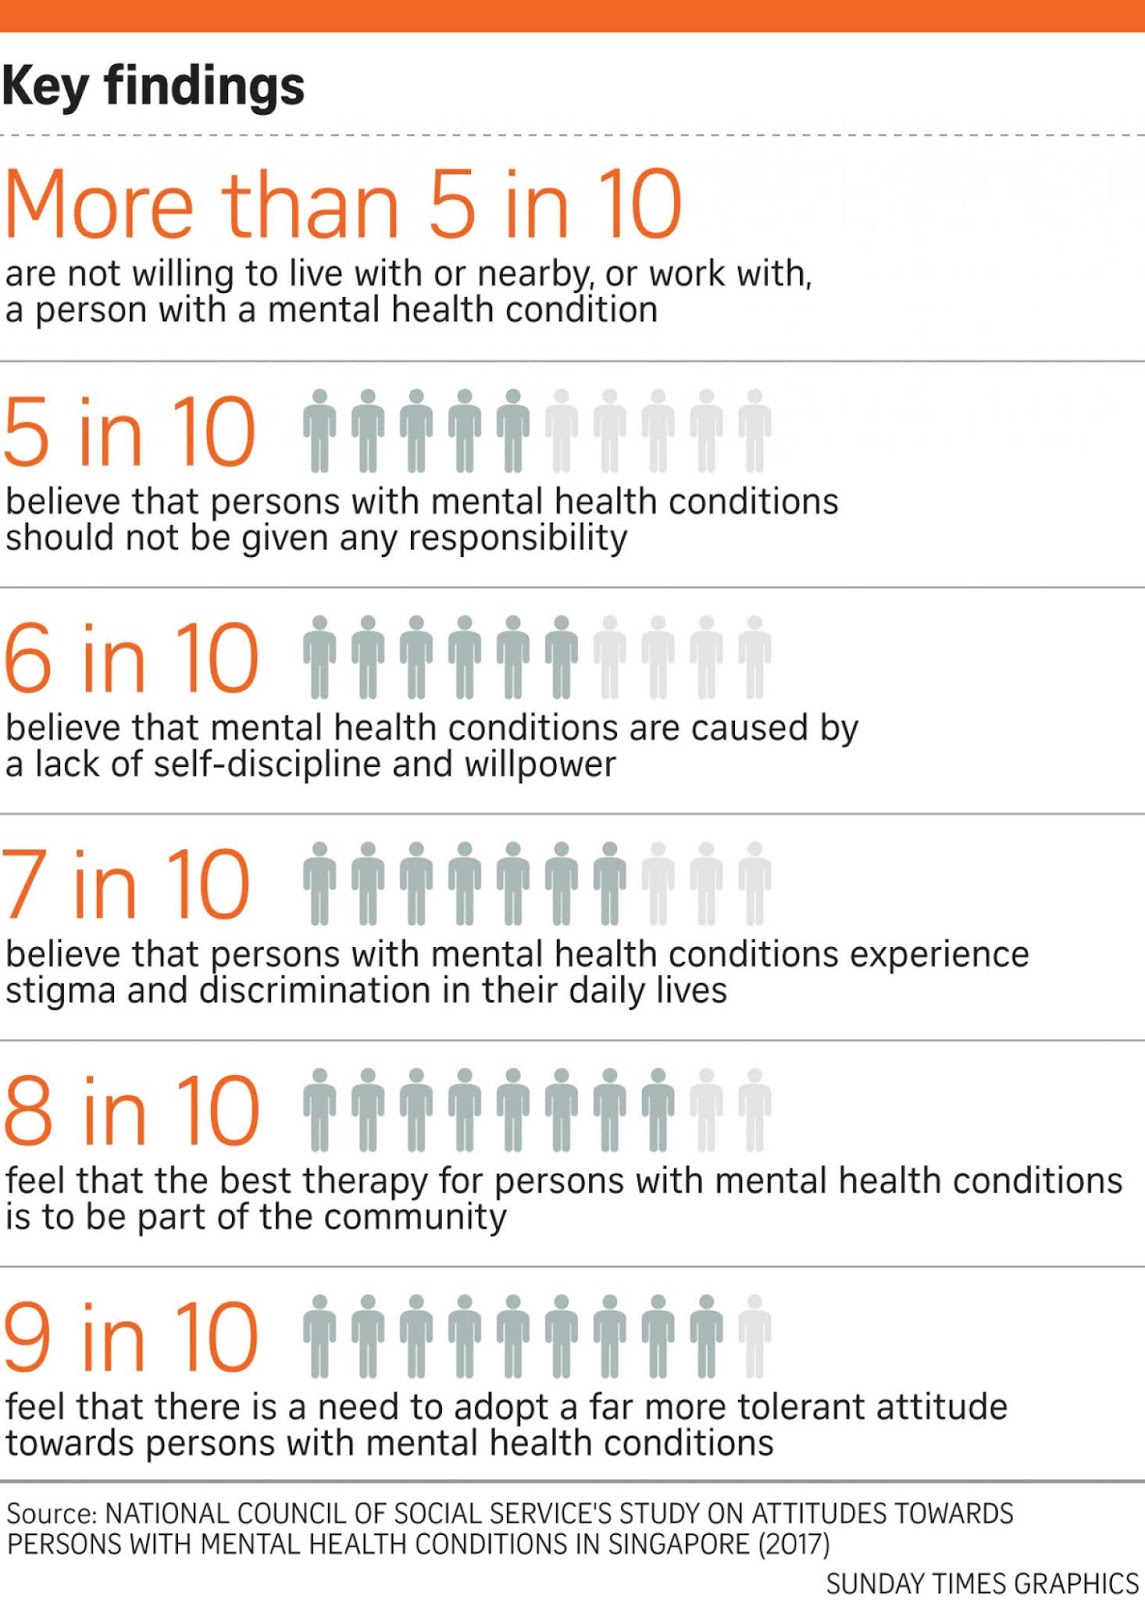 Key findings
More than 5 in 10
are not willing to live with or nearby, or work with,
a person with a mental health condition
5 in 10
believe that persons with mental health conditions
should not be given any responsibility
6 in 10
believe that mental health conditions are caused by
a lack of self-discipline and willpower
7 in 10
believe that persons with mental health conditions experience
stigma and discrimination in their daily lives
8 in 10
feel that the best therapy for persons with mental health conditions
is to be part of the community
9 in 10
feel that there is a need to adopt a far more tolerant attitude
towards persons with mental health conditions
Source: NATIONAL COUNCIL OF SOCIAL SERVICE'S STUDY ON ATTITUDES TOWARDS
PERSONS WITH MENTAL HEALTH CONDITIONS IN SINGAPORE (2017)
SUNDAY TIMES GRAPHICS